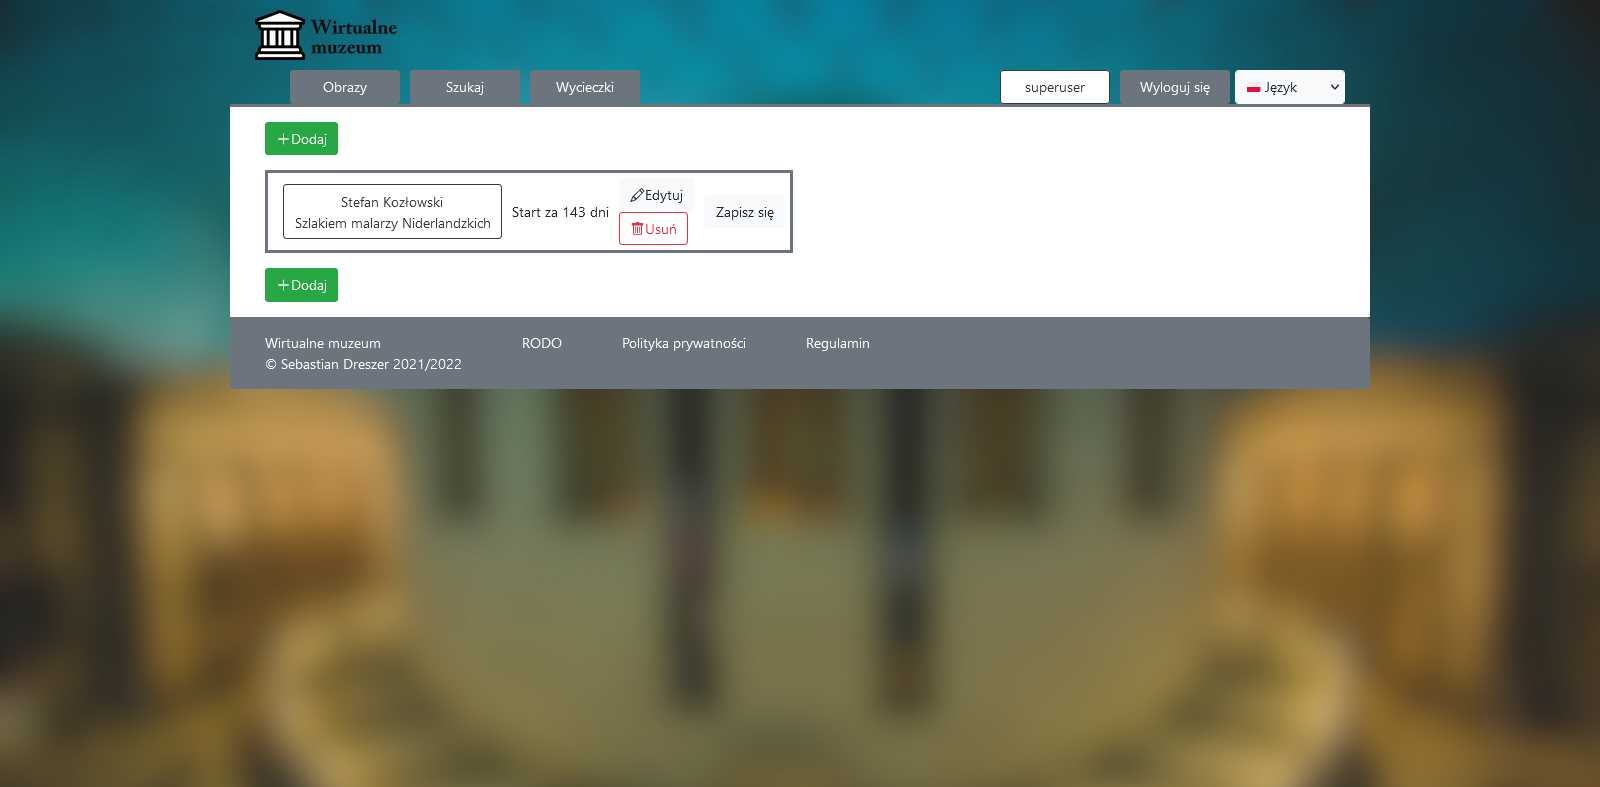 Wirtualne
muzeum
Obrazy
Szukaj
Wycieczki
superuser
Wyloguj się
Język
Dodaj
Stefan Kozłowski
Szlakiem malarzy Niderlandzkich
Start za 143 dni
Edytuj
Usuń
Zapisz się
Dodaj
Wirtualne muzeum
© Sebastian Dreszer 2021/2022
RODO
Polityka prywatności
Regulamin